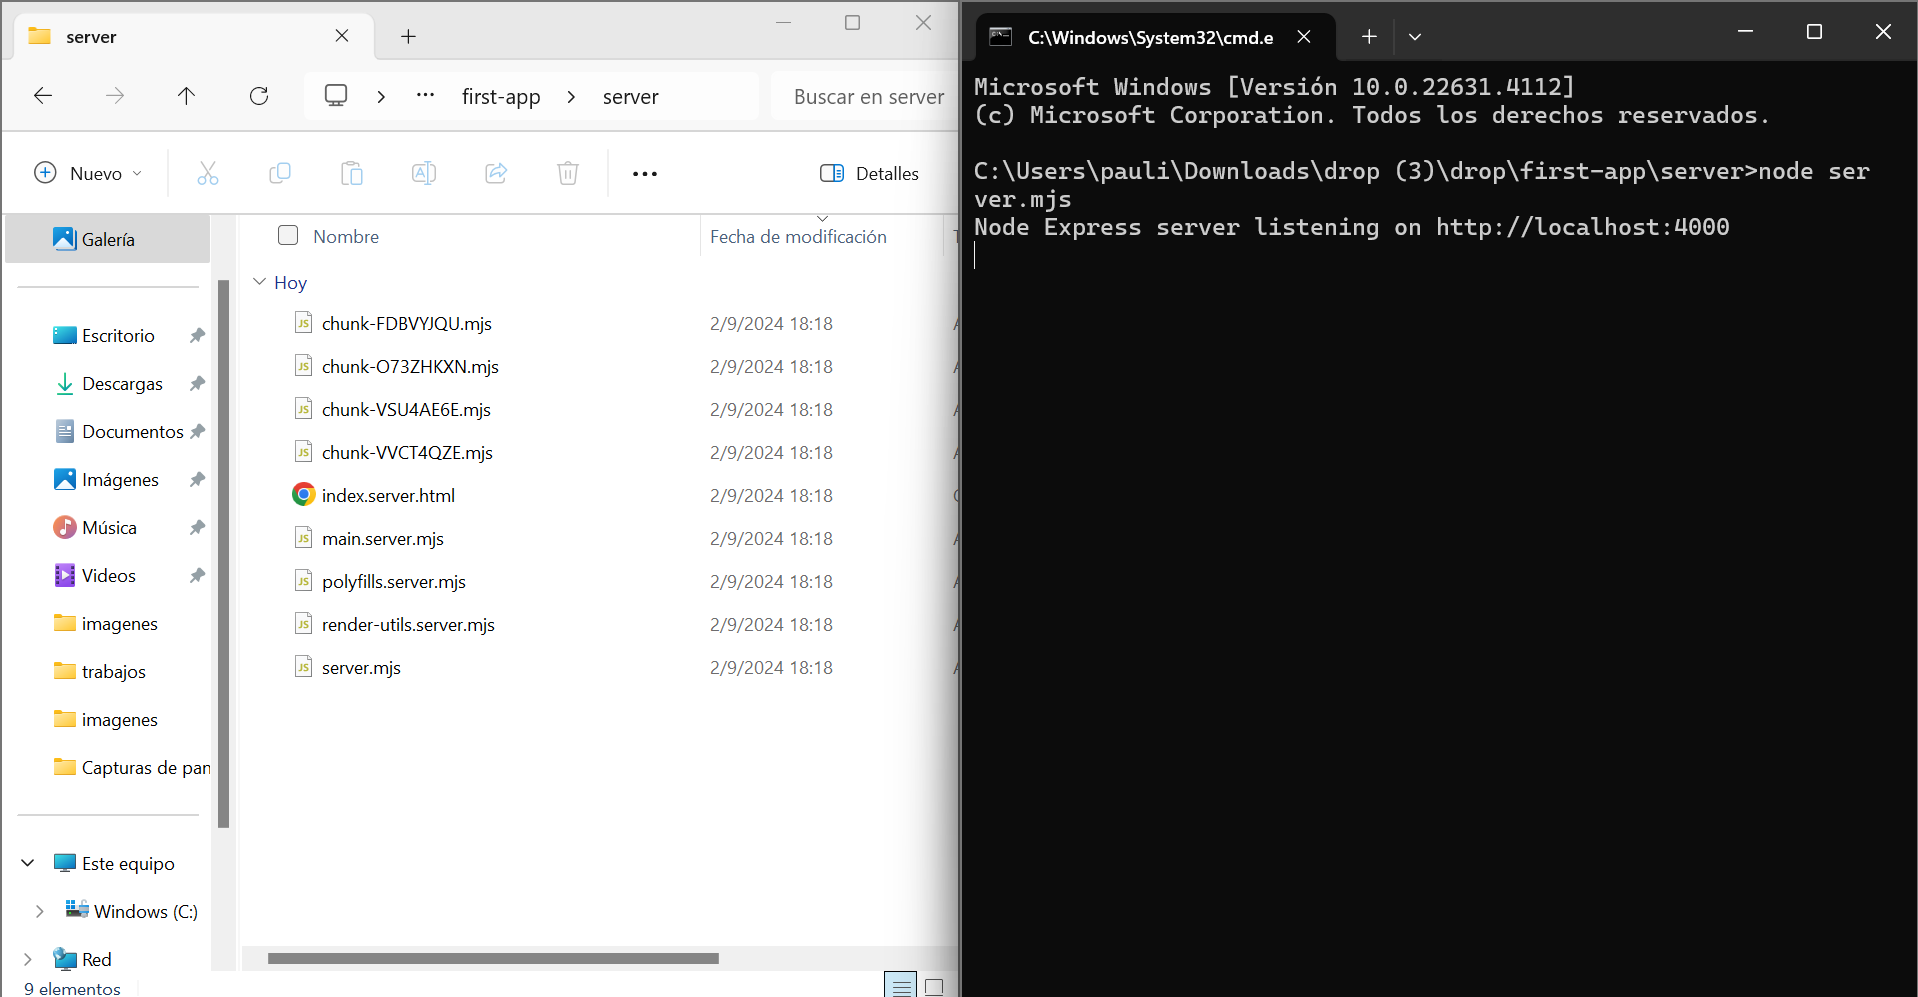 server
first-app
server
Buscar en server
Nuevo
Detalles
Galería
Escritorio
Descargas
Documentos
Imágenes
Música
Videos
imagenes
trabajos
imagenes
Capturas de pan
Este equipo
Windows (C:)
Red
9 elementos
Nombre Fecha de modificación
Hoy
chunk-FDBVYJQU.mjs 2/9/2024 18:18
chunk-O73ZHKXN.mjs 2/9/2024 18:18
chunk-VSU4AE6E.mjs 2/9/2024 18:18
chunk-VVCT4QZE.mjs 2/9/2024 18:18
index.server.html 2/9/2024 18:18
main.server.mjs 2/9/2024 18:18
polyfills.server.mjs 2/9/2024 18:18
render-utils.server.mjs 2/9/2024 18:18
server.mjs 2/9/2024 18:18
C:\Windows\System32\cmd.e
Microsoft Windows [Versión 10.0.22631.4112]
(c) Microsoft Corporation. Todos los derechos reservados.
C:\Users\pauli\Downloads\drop (3)\drop\first-app\server>node ser
ver.mjs
Node Express server listening on http://localhost:4000